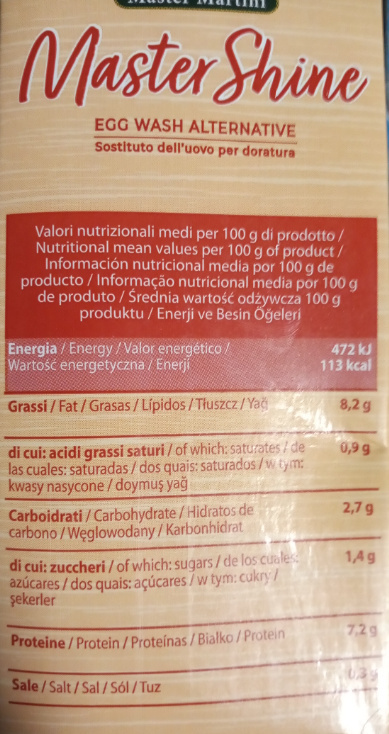 Master Martini
Master Shine
EGG WASH ALTERNATIVE
Sostituto dell'uovo per doratura
Valori nutrizionali medi per 100 g di prodotto /
Nutritional mean values per 100 g of product /
Información nutricional media por 100 g de
producto / Informação nutricional media por 100 g
de produto / Średnia wartość odżywcza 100 g
produktu / Enerji ve Besin Öğeleri
Energia / Energy / Valor energético / 472 kJ
Wartość energetyczna / Enerji 113 kcal
Grassi / Fat / Grasas / Lípidos / Tłuszcz / Yağ 8,2 g
di cui: acidi grassi saturi / of which: saturates / de 0,9 g
las cuales: saturadas / dos quais: saturados / w tym:
kwasy nasycone / doymuş yağ
Carboidrati / Carbohydrate / Hidratos de 2,7 g
carbono / Węglowodany / Karbonhidrat
di cui: zuccheri / of which: sugars / de los cuales: 1,4 g
azúcares / dos quais: açúcares / w tym: cukry /
şekerler
Proteine / Protein / Proteínas / Białko / Protein 7,2 g
Sale / Salt / Sal / Sól / Tuz 0,3 g